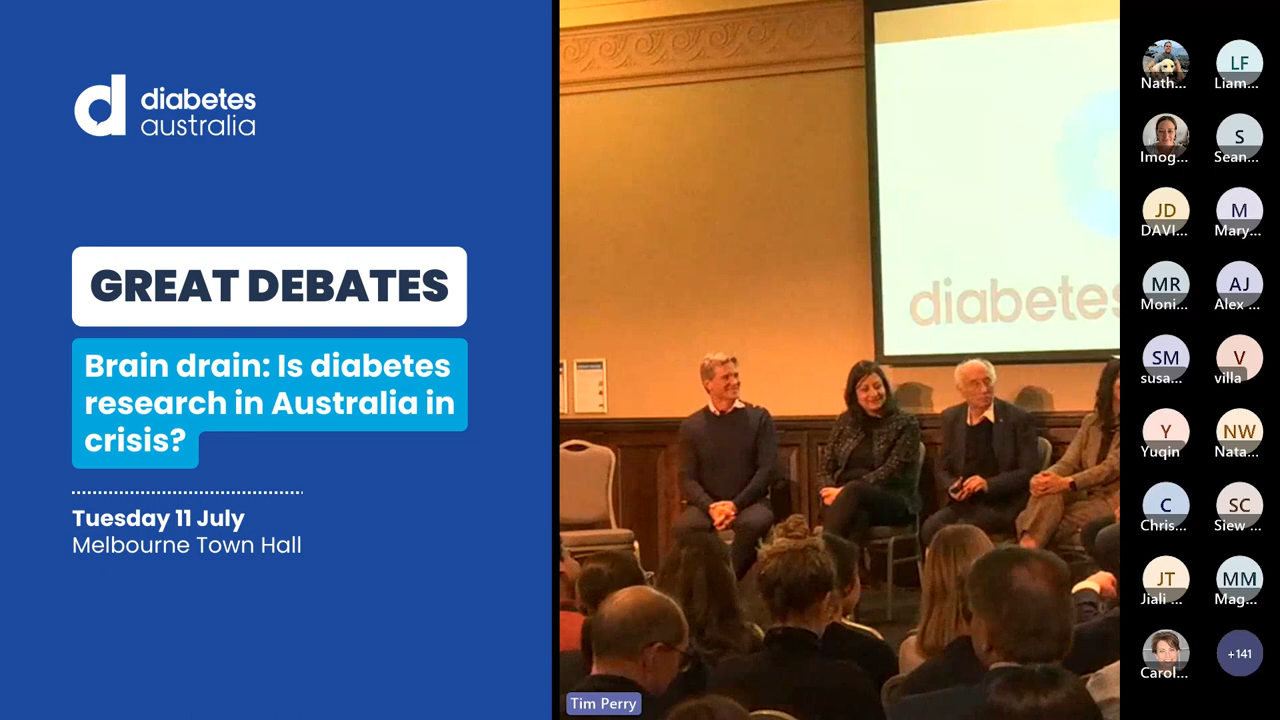 diabetes
australia
GREAT DEBATES
Brain drain: Is diabetes
research in Australia in
crisis?
Tuesday 11 July
Melbourne Town Hall
diabetes
Tim Perry
Nath...
LF
Liam...
Imog...
S
Sean...
JD
DAVI...
M
Mary...
MR
Moni...
AJ
Alex ...
SM
susa...
V
villa
Y
Yuqin
NW
Nata...
C
Chris...
SC
Siew ...
JT
Jiali ...
MM
Mag...
Carol...
+141